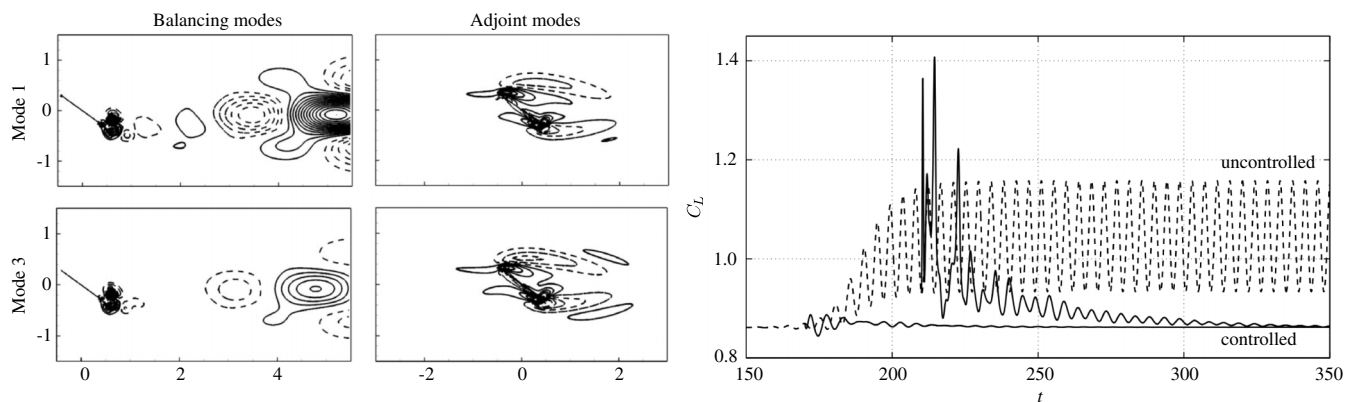 Balancing modes
Adjoint modes
Mode 1
1
0
-1
Mode 3
1
0
-1
0
2
4
-2
0
2
C_L
1.4
1.2
1.0
0.8
uncontrolled
controlled
150
200
250
300
350
t